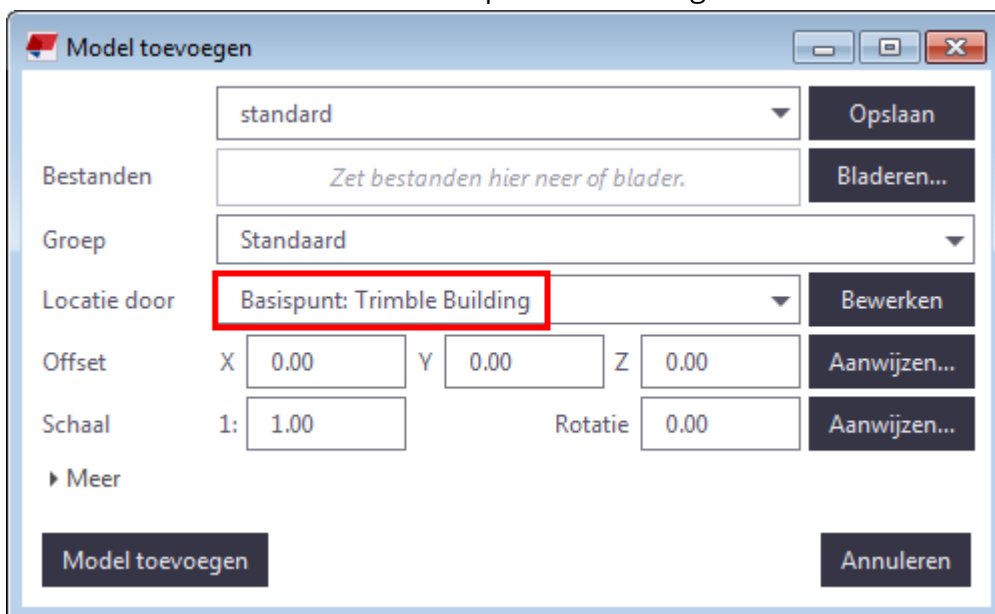 Model toevoegen
standard Opslaan
Bestanden Zet bestanden hier neer of blader. Bladeren...
Groep Standaard
Locatie door Basispunt: Trimble Building Bewerken
Offset X 0.00 Y 0.00 Z 0.00 Aanwijzen...
Schaal 1: 1.00 Rotatie 0.00 Aanwijzen...
Meer
Model toevoegen Annuleren